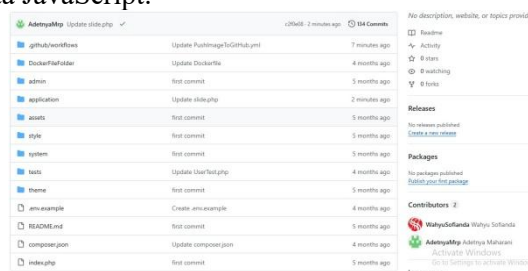 a JavaScript.
AdetnyaMrp Update slide.php
2 minutes ago 134 Commits
.github/workflows Update PushImageToGitHub.yml 7 minutes ago
DockerFileFolder Update Dockerfile 4 months ago
admin first commit 5 months ago
application Update slide.php 2 minutes ago
assets first commit 5 months ago
style first commit 5 months ago
system first commit 5 months ago
tests Update UserTest.php 4 months ago
theme first commit 5 months ago
.env.example Create .env.example 4 months ago
README.md first commit 5 months ago
composer.json Update composer.json 4 months ago
index.php first commit 5 months ago
No description, website, or topics provid
Readme
Activity
0 stars
0 watching
0 forks
Releases
No releases published
Create a new release
Packages
No packages published
Publish your first package
Contributors 2
WahyuSofianda Wahyu Sofianda
AdetnyaMrp Adetnya Maharani
Activate Windows
Go to Settings to activate Window